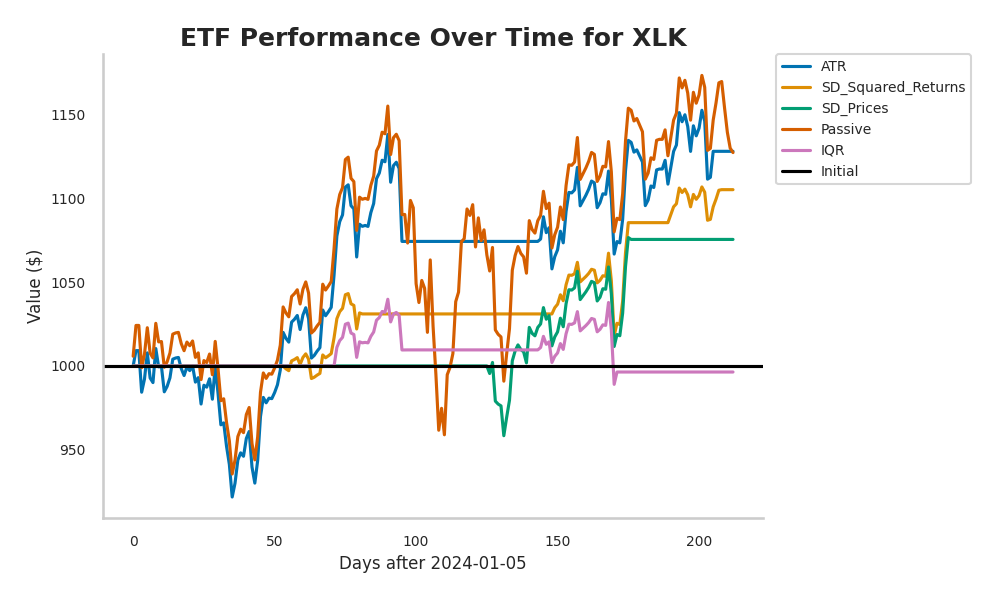 ETF Performance Over Time for XLK
ATR
SD_Squared_Returns
SD_Prices
Passive
IQR
Initial
Value ($)
1150
1100
1050
1000
950
0 50 100 150 200
Days after 2024-01-05